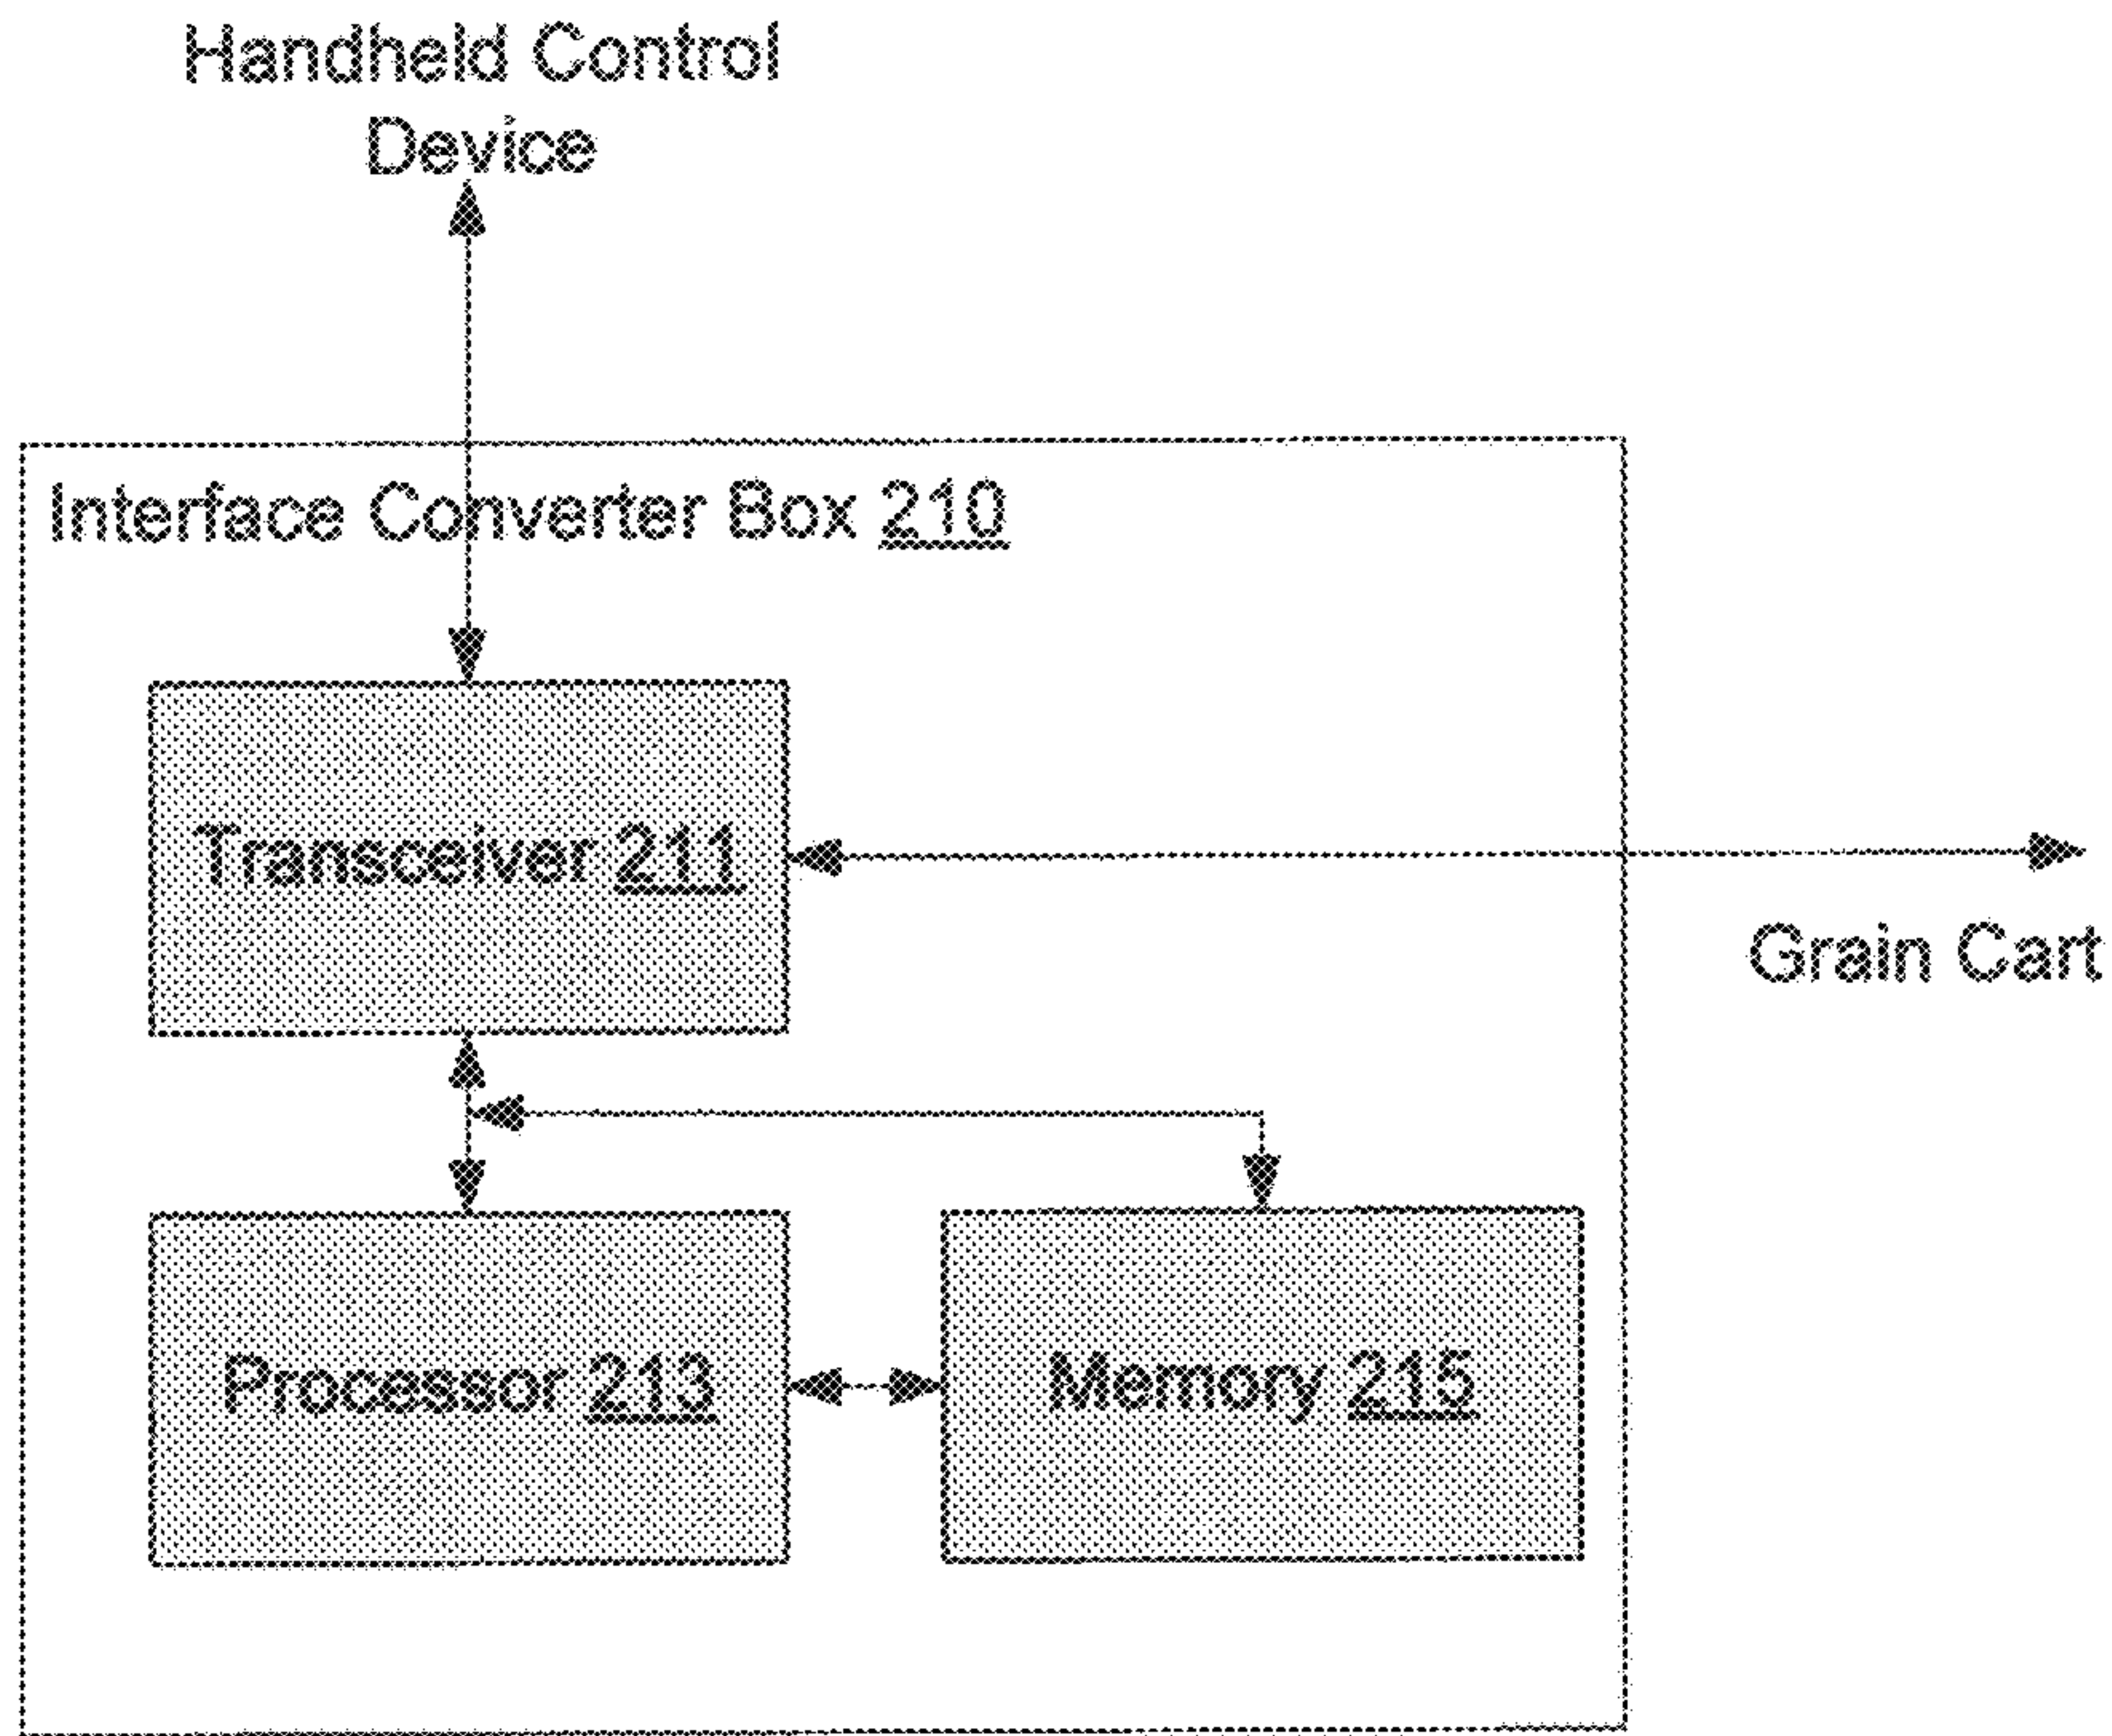 Handheld Control
Device
Interface Converter Box 210
Transceiver 211
Grain Cart
Processor 213
Memory 215